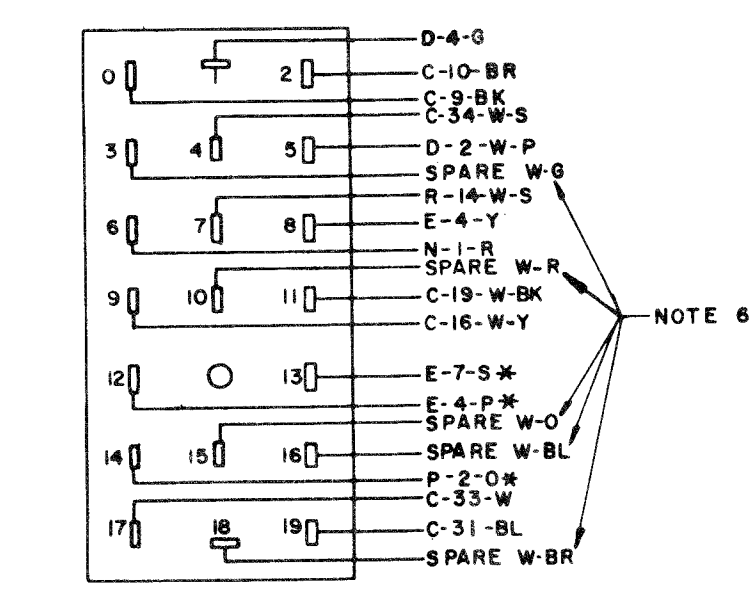 D-4-G
0 2 C-10-BR
C-9-BK
C-34-W-S
3 4 5 D-2-W-P
SPARE W-G
R-14-W-S
6 7 8 E-4-Y
N-1-R
SPARE W-R
9 10 11 C-19-W-BK
NOTE 6
C-16-W-Y
12 13 E-7-S*
E-4-P*
SPARE W-O
14 15 16 SPARE W-BL
P-2-O*
C-33-W
17 18 19 C-31-BL
SPARE W-BR